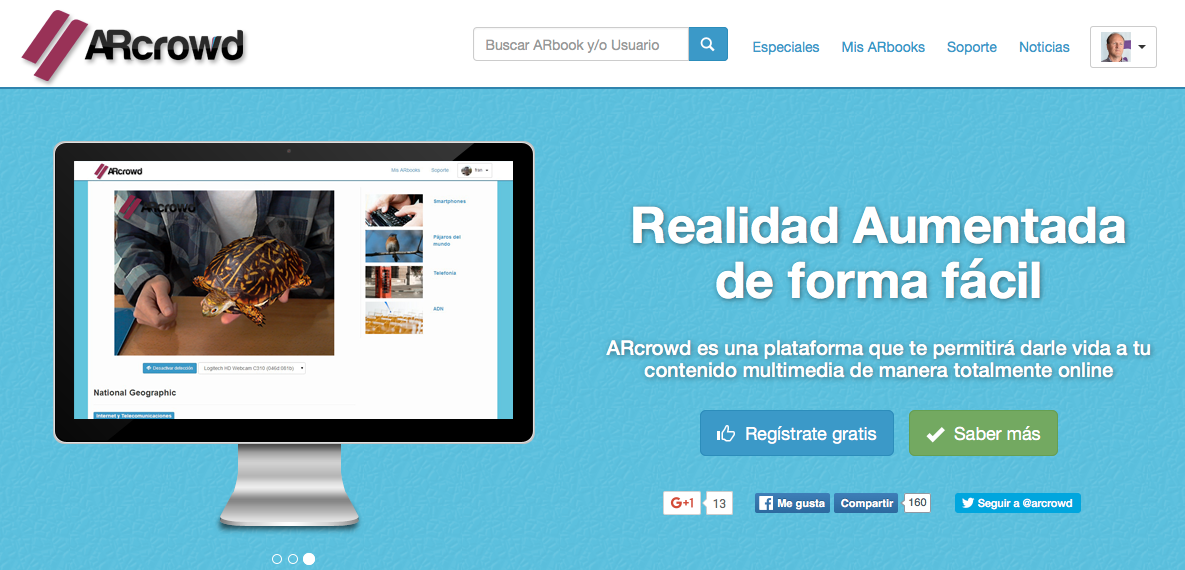 ARcrowd
Buscar ARbook y/o Usuario
Especiales
Mis ARbooks
Soporte
Noticias
ARcrowd
Mis ARbooks
Soporte
Fran
ARcrowd
Smartphones
Pájaros del
mundo
Telefonía
ADN
Desactivar detección
Logitech HD Webcam C310 (046d:081b)
National Geographic
Internet y Telecomunicaciones
Realidad Aumentada
de forma fácil
ARcrowd es una plataforma que te permitirá darle vida a tu
contenido multimedia de manera totalmente online
Regístrate gratis
Saber más
G+1
13
Me gusta
Compartir
160
Seguir a @arcrowd